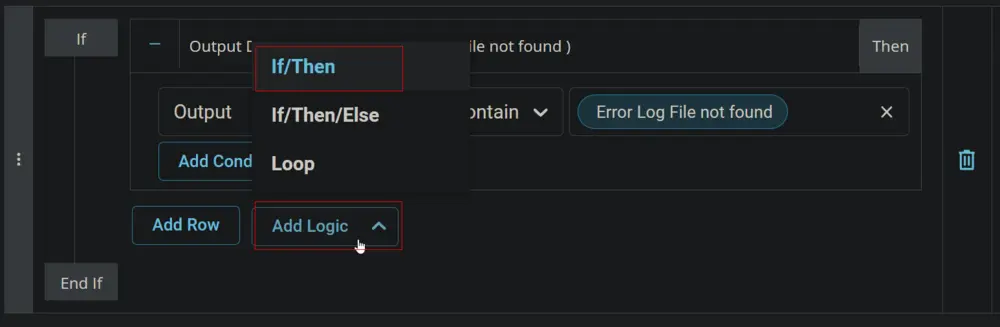 If
Output
ile not found )
Then
If/Then
Output
ontain
Error Log File not found
If/Then/Else
Add Cond
Loop
Add Row
Add Logic
End If